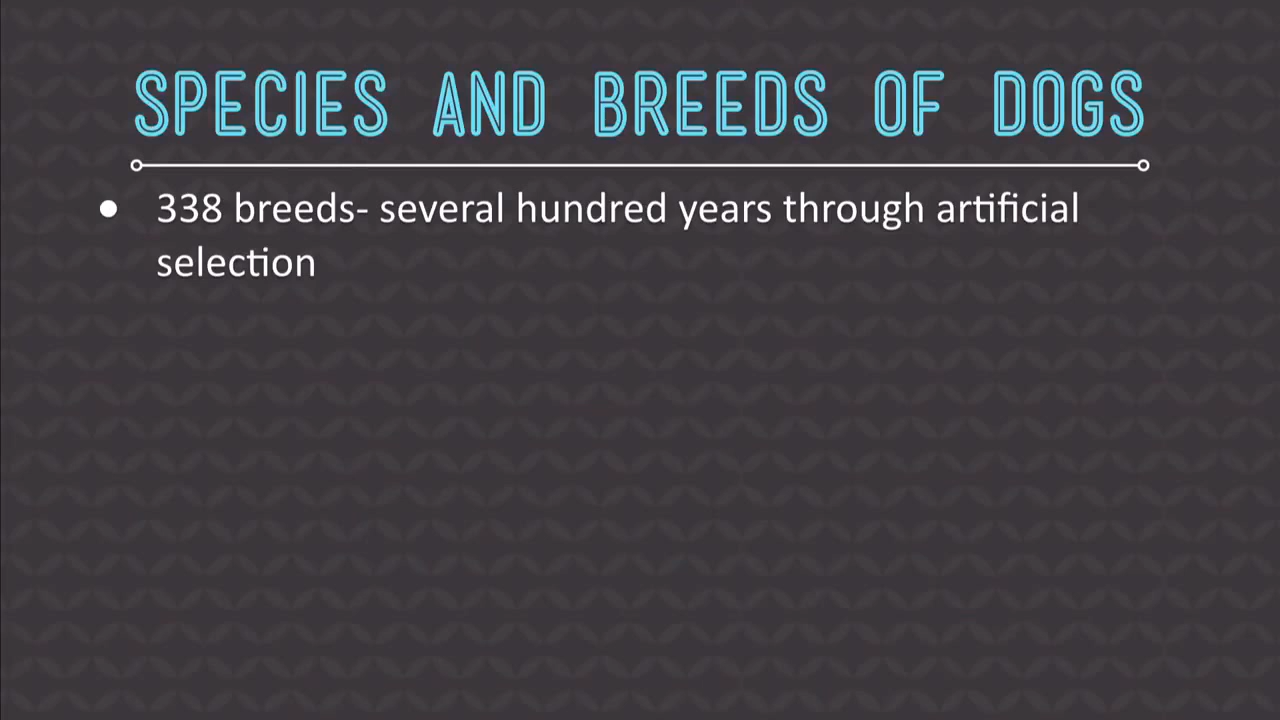 SPECIES AND BREEDS OF DOGS
● 338 breeds- several hundred years through artificial
selection